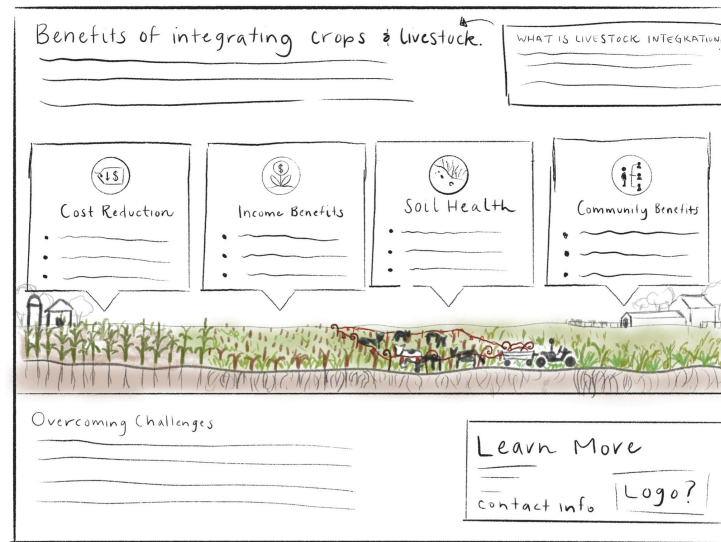 Benefits of integrating crops & livestock.
WHAT IS LIVESTOCK INTEGRATION
↓$
$
Cost Reduction
Income Benefits
Soil Health
Community Benefits
Overcoming Challenges
Learn More
contact info
Logo?